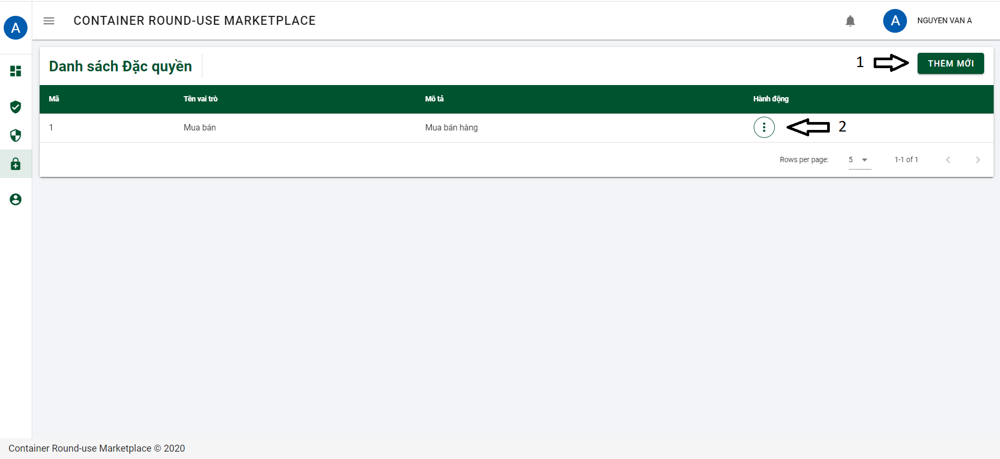 A
CONTAINER ROUND-USE MARKETPLACE
A
NGUYEN VAN A
Danh sách Đặc quyền
1
THÊM MỚI
Mã Tên vai trò Mô tả Hành động
1 Mua bán Mua bán hàng
2
Rows per page: 5 1-1 of 1
Container Round-use Marketplace © 2020